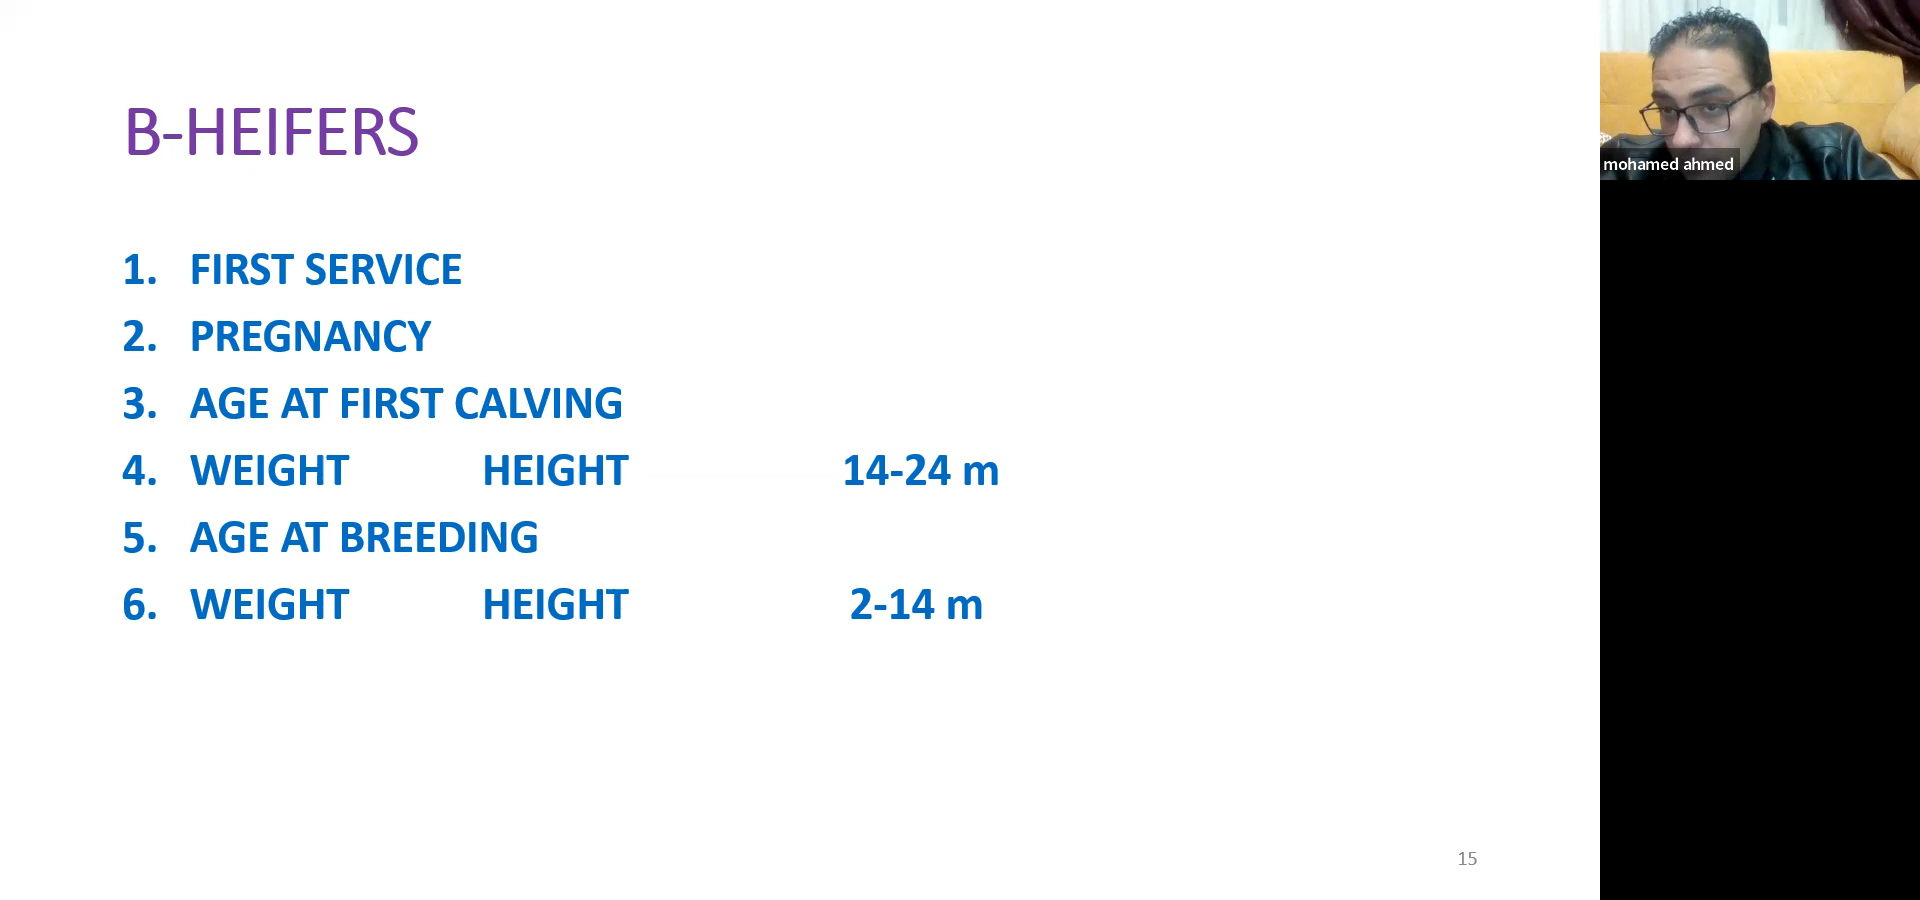 B-HEIFERS
1. FIRST SERVICE
2. PREGNANCY
3. AGE AT FIRST CALVING
4. WEIGHT HEIGHT 14-24 m
5. AGE AT BREEDING
6. WEIGHT HEIGHT 2-14 m
15
mohamed ahmed